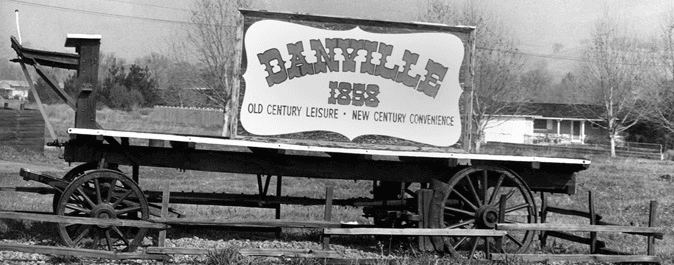 DANVILLE
1858
OLD CENTURY LEISURE · NEW CENTURY CONVENIENCE